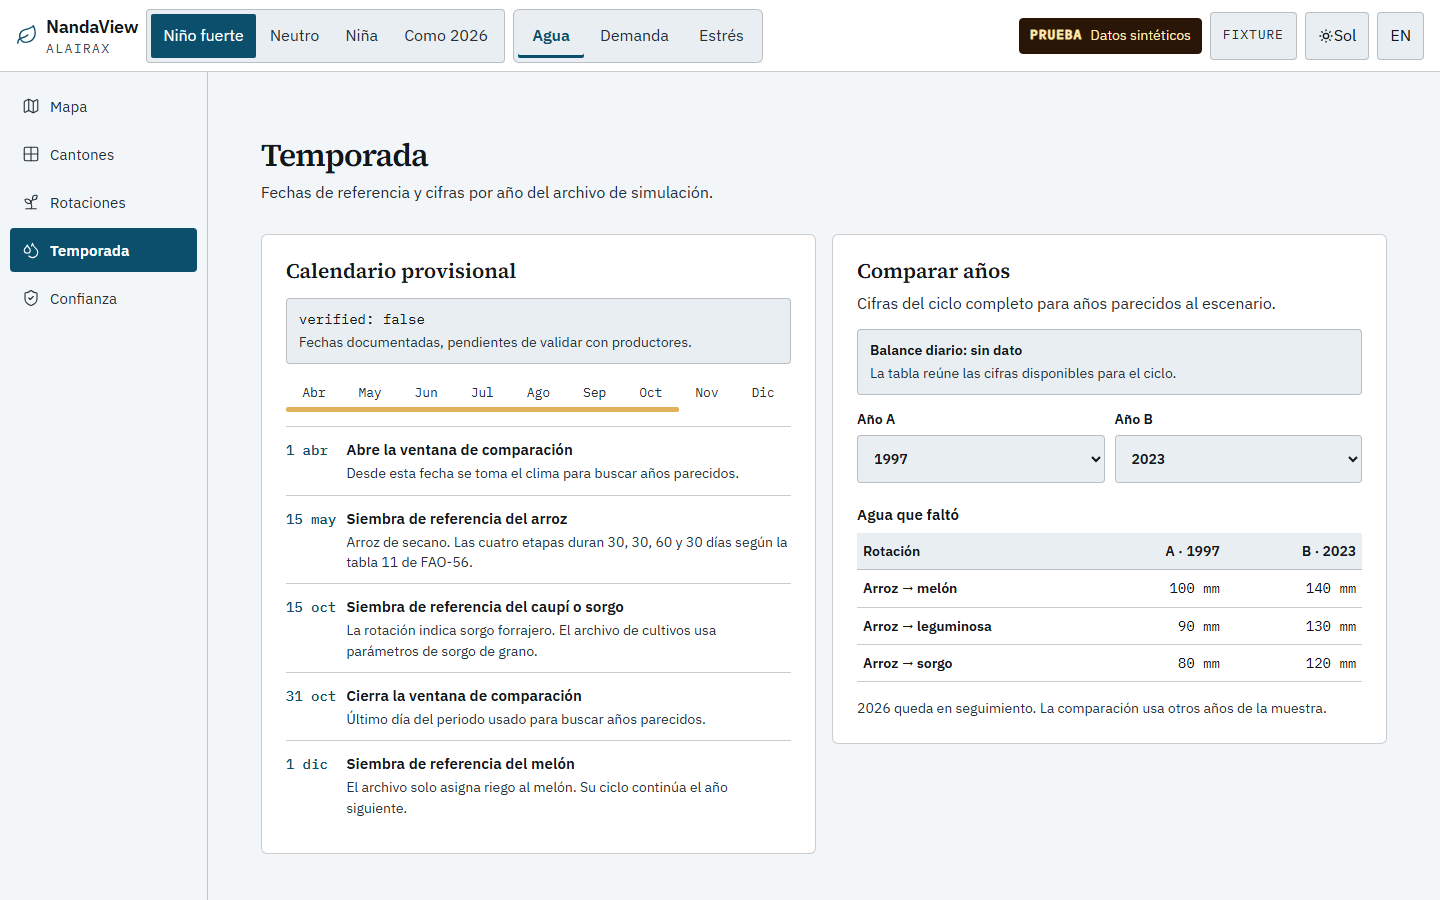 NandaView
ALAIRAX
Niño fuerte
Neutro
Niña
Como 2026
Agua
Demanda
Estrés
PRUEBA Datos sintéticos
FIXTURE
Sol
EN
Mapa
Cantones
Rotaciones
Temporada
Confianza
Temporada
Fechas de referencia y cifras por año del archivo de simulación.
Calendario provisional
verified: false
Fechas documentadas, pendientes de validar con productores.
Abr May Jun Jul Ago Sep Oct Nov Dic
1 abr Abre la ventana de comparación
Desde esta fecha se toma el clima para buscar años parecidos.
15 may Siembra de referencia del arroz
Arroz de secano. Las cuatro etapas duran 30, 30, 60 y 30 días según la
tabla 11 de FAO-56.
15 oct Siembra de referencia del caupí o sorgo
La rotación indica sorgo forrajero. El archivo de cultivos usa
parámetros de sorgo de grano.
31 oct Cierra la ventana de comparación
Último día del periodo usado para buscar años parecidos.
1 dic Siembra de referencia del melón
El archivo solo asigna riego al melón. Su ciclo continúa el año
siguiente.
Comparar años
Cifras del ciclo completo para años parecidos al escenario.
Balance diario: sin dato
La tabla reúne las cifras disponibles para el ciclo.
Año A Año B
1997 2023
Agua que faltó
Rotación A · 1997 B · 2023
Arroz → melón 100 mm 140 mm
Arroz → leguminosa 90 mm 130 mm
Arroz → sorgo 80 mm 120 mm
2026 queda en seguimiento. La comparación usa otros años de la muestra.